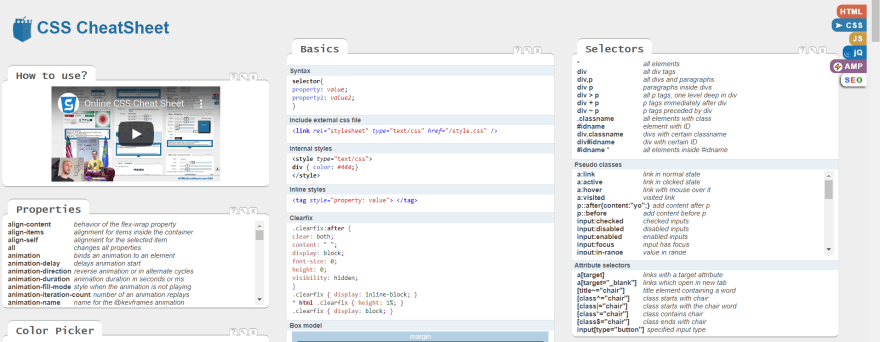 CSS CheatSheet
HTML
CSS
JS
jQ
AMP
SEO
How to use?
Online CSS Cheat Sheet
Properties
align-content behavior of the flex-wrap property
align-items alignment for items inside the container
align-self alignment for the selected item
all changes all properties
animation binds an animation to an element
animation-delay delays animation start
animation-direction reverse animation or in alternate cycles
animation-duration animation duration in seconds or ms
animation-fill-mode style when the animation is not playing
animation-iteration-count number of an animation replays
animation-name name for the @keyframes animation
Color Picker
Basics
Syntax
selector{
property: value;
property2: value2;
}
Include external css file
<link rel="stylesheet" type="text/css" href="/style.css" />
Internal styles
<style type="text/css">
div { color: #444;}
</style>
Inline styles
<tag style="property: value"> </tag>
Clearfix
.clearfix:after {
clear: both;
content: " ";
display: block;
font-size: 0;
height: 0;
visibility: hidden;
}
.clearfix { display: inline-block; }
* html .clearfix { height: 1%; }
.clearfix { display: block; }
Box model
margin
Selectors
* all elements
div all div tags
div,p all divs and paragraphs
div p paragraphs inside divs
div > p all p tags, one level deep in div
div + p p tags immediately after div
div ~ p p tags preceded by div
.classname all elements with class
#idname element with ID
div.classname divs with certain classname
div#idname div with certain ID
#idname * all elements inside #idname
Pseudo classes
a:link link in normal state
a:active link in clicked state
a:hover link with mouse over it
a:visited visited link
p::after{content:"yo";} add content after p
p::before add content before p
input:checked checked inputs
input:disabled disabled inputs
input:enabled enabled inputs
input:focus input has focus
input:in-range value in range
Attribute selectors
a[target] links with a target attribute
a[target="_blank"] links which open in new tab
[title~="chair"] title element containing a word
[class^="chair"] class starts with chair
[class|="chair"] class starts with the chair word
[class*="chair"] class contains chair
[class$="chair"] class ends with chair
input[type="button"] specified input type